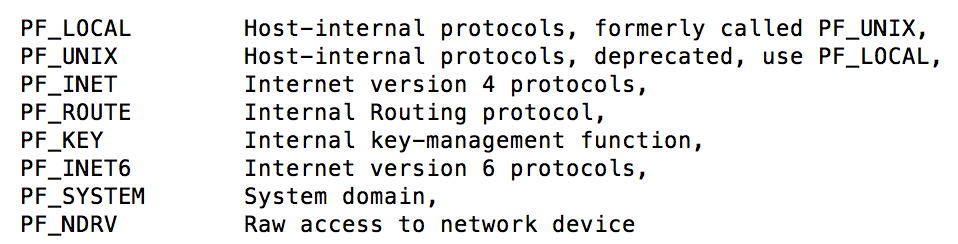 PF_LOCAL        Host-internal protocols, formerly called PF_UNIX,
PF_UNIX         Host-internal protocols, deprecated, use PF_LOCAL,
PF_INET         Internet version 4 protocols,
PF_ROUTE        Internal Routing protocol,
PF_KEY          Internal key-management function,
PF_INET6        Internet version 6 protocols,
PF_SYSTEM       System domain,
PF_NDRV         Raw access to network device